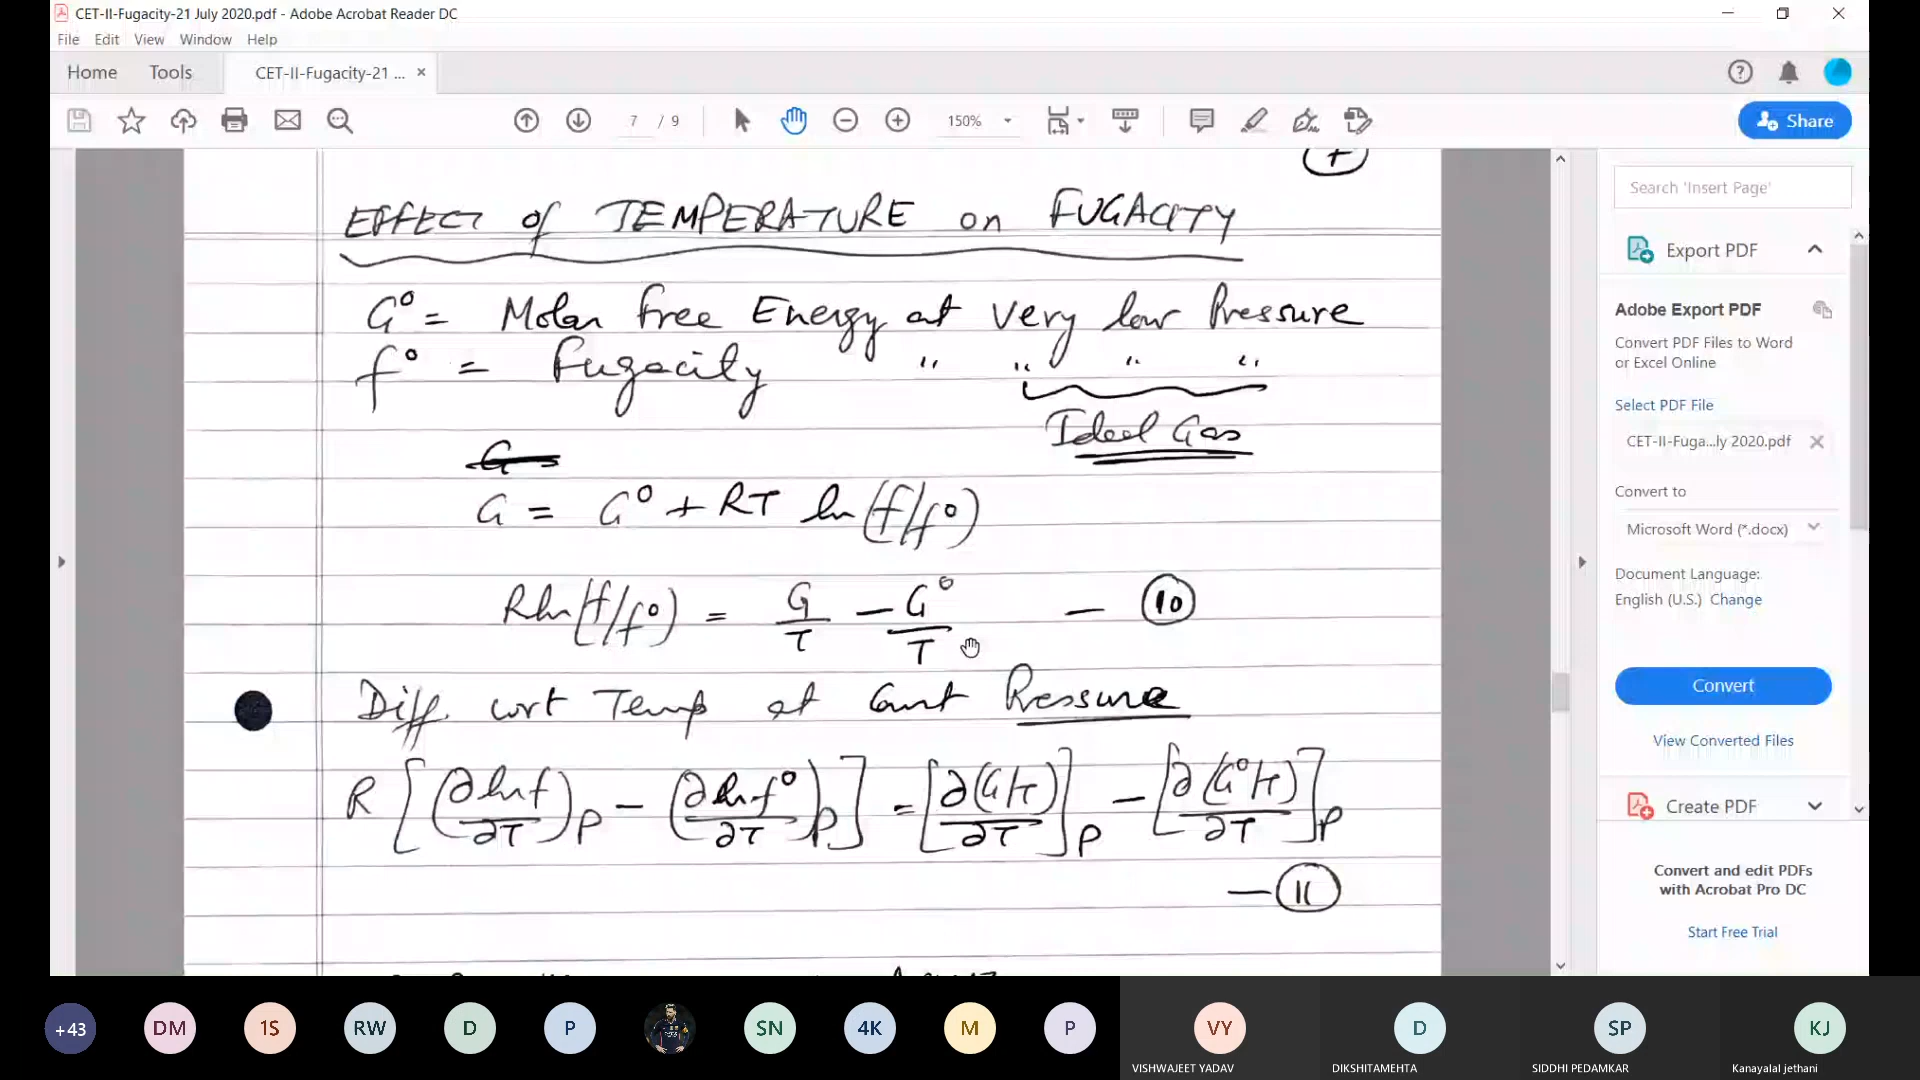 CET-II-Fugacity-21 July 2020.pdf - Adobe Acrobat Reader DC
File Edit View Window Help
Home Tools CET-II-Fugacity-21 ... ×
7 / 9 150% Share
7
EFFECT of TEMPERATURE on FUGACITY
G° = Molar free Energy at very low Pressure
f° = Fugacity " " " "
Ideal Gas
G
G = G° + RT ln(f/f°)
R ln(f/f°) = G/T - G°/T — 10
Diff. wrt Temp at Const Pressure
R [(∂lnf/∂T)P - (∂lnf°/∂T)P] = [∂(G/T)/∂T]P - [∂(G°/T)/∂T]P
— 11
Search 'Insert Page'
Export PDF
Adobe Export PDF
Convert PDF Files to Word
or Excel Online
Select PDF File
CET-II-Fuga...ly 2020.pdf ×
Convert to
Microsoft Word (*.docx)
Document Language:
English (U.S.) Change
Convert
View Converted Files
Create PDF
Convert and edit PDFs
with Acrobat Pro DC
Start Free Trial
+43 DM 1S RW D P SN 4K M P VY D SP KJ
VISHWAJEET YADAV DIKSHITAMEHTA SIDDHI PEDAMKAR Kanayalal jethani